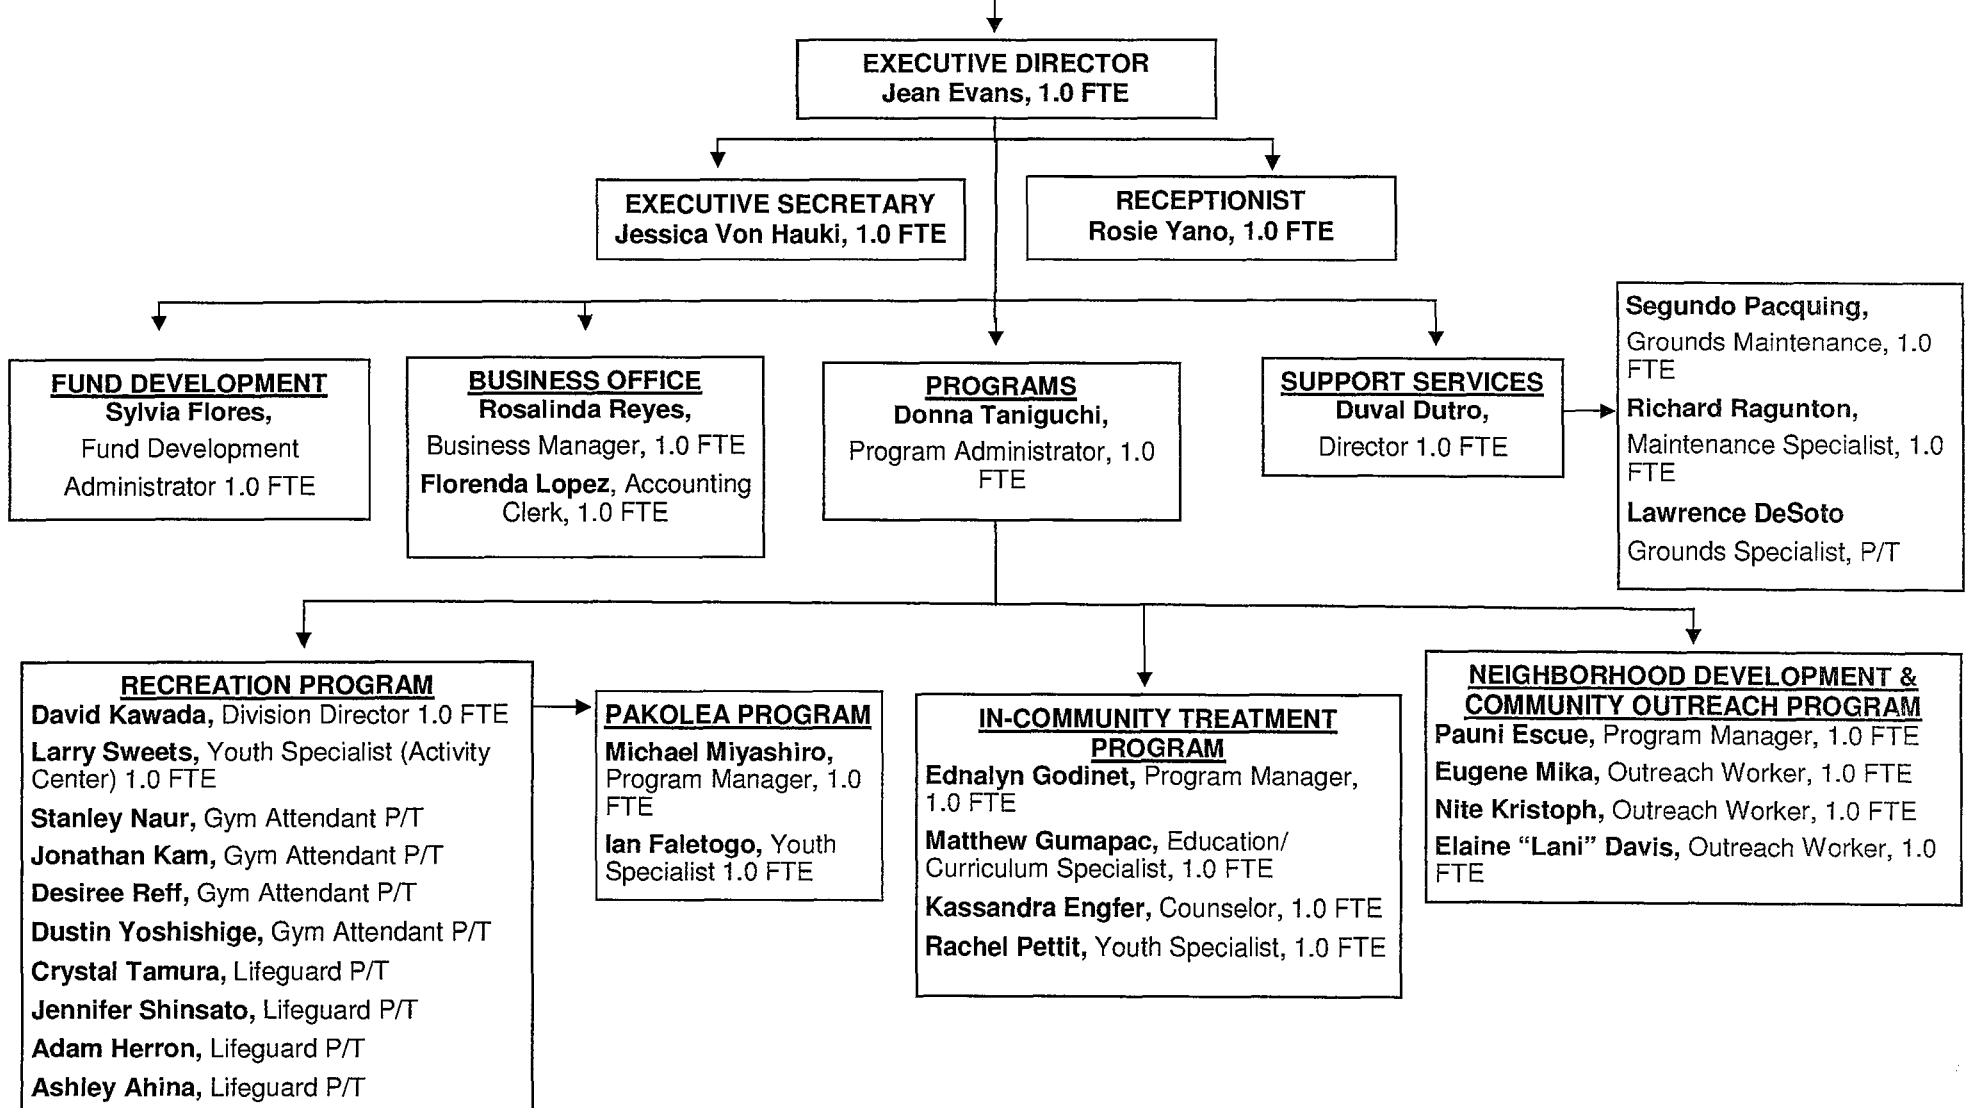 EXECUTIVE DIRECTOR
Jean Evans, 1.0 FTE
EXECUTIVE SECRETARY
Jessica Von Hauki, 1.0 FTE
RECEPTIONIST
Rosie Yano, 1.0 FTE
FUND DEVELOPMENT
Sylvia Flores,
Fund Development
Administrator 1.0 FTE
BUSINESS OFFICE
Rosalinda Reyes,
Business Manager, 1.0 FTE
Florenda Lopez, Accounting
Clerk, 1.0 FTE
PROGRAMS
Donna Taniguchi,
Program Administrator, 1.0
FTE
SUPPORT SERVICES
Duval Dutro,
Director 1.0 FTE
Segundo Pacquing,
Grounds Maintenance, 1.0
FTE
Richard Ragunton,
Maintenance Specialist, 1.0
FTE
Lawrence DeSoto
Grounds Specialist, P/T
RECREATION PROGRAM
David Kawada, Division Director 1.0 FTE
Larry Sweets, Youth Specialist (Activity
Center) 1.0 FTE
Stanley Naur, Gym Attendant P/T
Jonathan Kam, Gym Attendant P/T
Desiree Reff, Gym Attendant P/T
Dustin Yoshishige, Gym Attendant P/T
Crystal Tamura, Lifeguard P/T
Jennifer Shinsato, Lifeguard P/T
Adam Herron, Lifeguard P/T
Ashley Ahina, Lifeguard P/T
PAKOLEA PROGRAM
Michael Miyashiro,
Program Manager, 1.0
FTE
Ian Faletogo, Youth
Specialist 1.0 FTE
IN-COMMUNITY TREATMENT
PROGRAM
Ednalyn Godinet, Program Manager,
1.0 FTE
Matthew Gumapac, Education/
Curriculum Specialist, 1.0 FTE
Kassandra Engfer, Counselor, 1.0 FTE
Rachel Pettit, Youth Specialist, 1.0 FTE
NEIGHBORHOOD DEVELOPMENT &
COMMUNITY OUTREACH PROGRAM
Pauni Escue, Program Manager, 1.0 FTE
Eugene Mika, Outreach Worker, 1.0 FTE
Nite Kristoph, Outreach Worker, 1.0 FTE
Elaine “Lani” Davis, Outreach Worker, 1.0
FTE